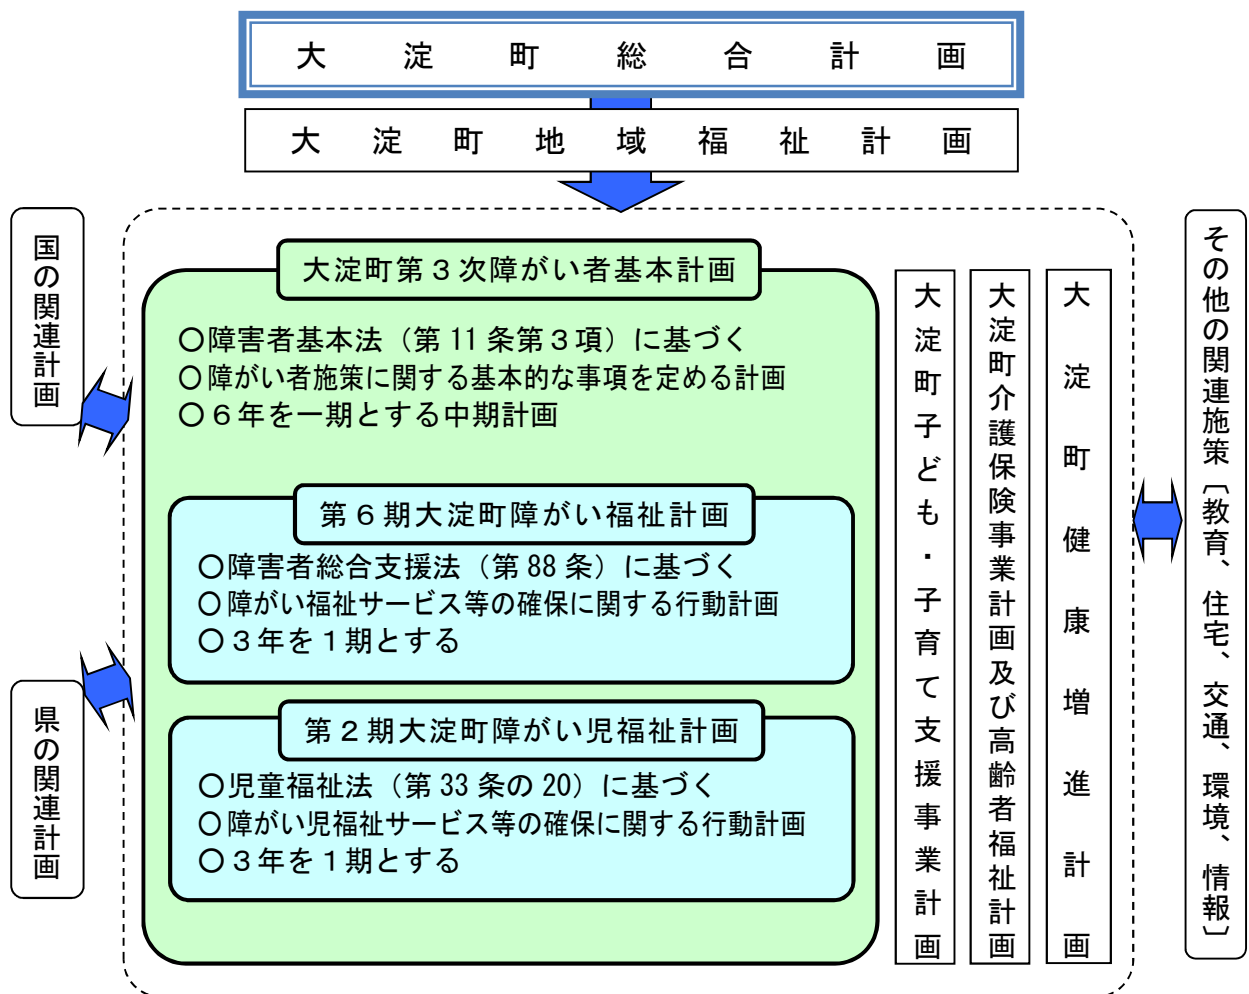 大淀町総合計画
大淀町地域福祉計画
国の関連計画
県の関連計画
大淀町第３次障がい者基本計画
○障害者基本法（第11条第３項）に基づく
○障がい者施策に関する基本的な事項を定める計画
○６年を一期とする中期計画
第６期大淀町障がい福祉計画
○障害者総合支援法（第88条）に基づく
○障がい福祉サービス等の確保に関する行動計画
○３年を１期とする
第２期大淀町障がい児福祉計画
○児童福祉法（第33条の20）に基づく
○障がい児福祉サービス等の確保に関する行動計画
○３年を１期とする
大淀町子ども・子育て支援事業計画
大淀町介護保険事業計画及び高齢者福祉計画
大淀町健康増進計画
その他の関連施策〔教育、住宅、交通、環境、情報〕